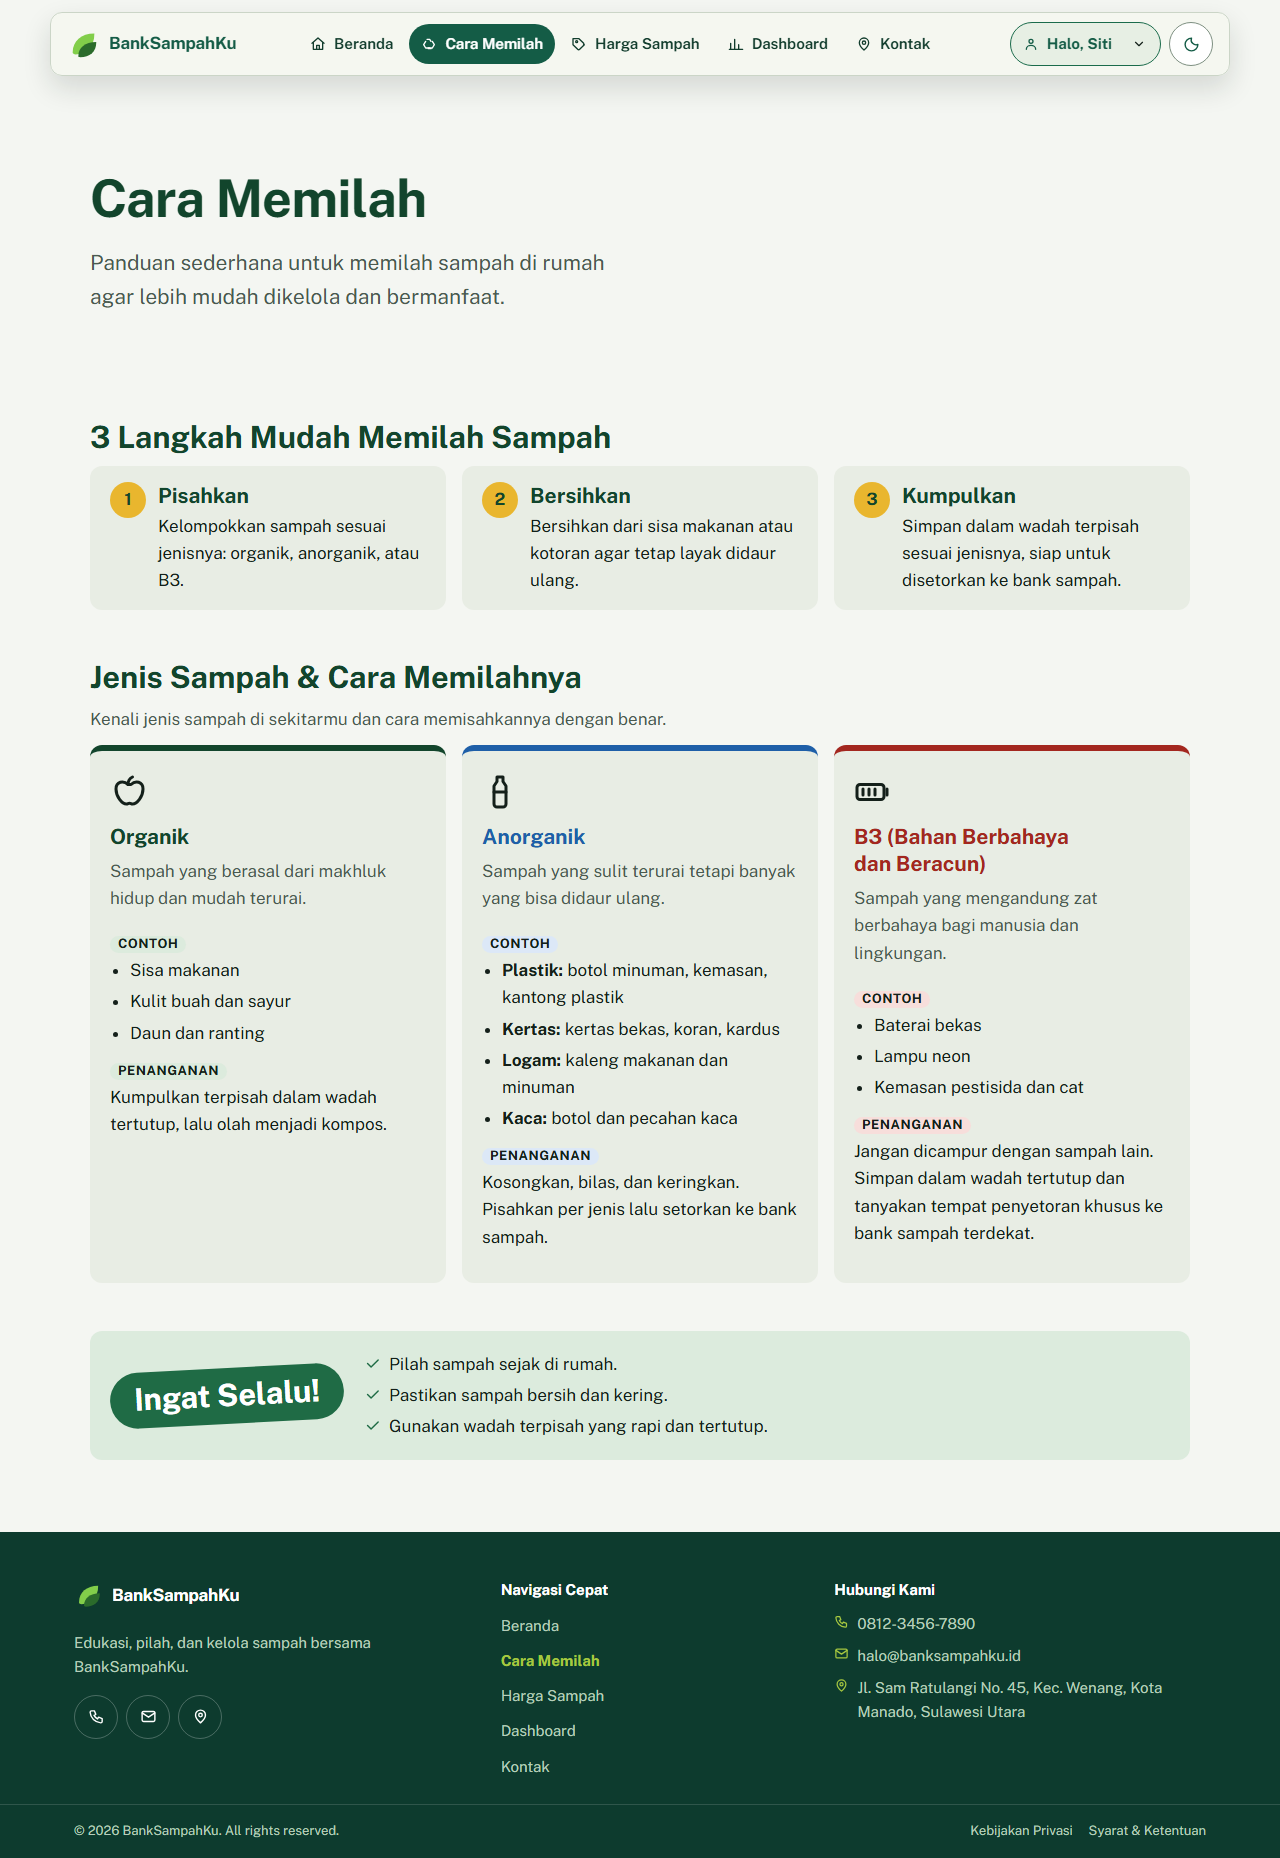 BankSampahKu
Beranda
Cara Memilah
Harga Sampah
Dashboard
Kontak
Halo, Siti
Cara Memilah
Panduan sederhana untuk memilah sampah di rumah
agar lebih mudah dikelola dan bermanfaat.
3 Langkah Mudah Memilah Sampah
1
Pisahkan
Kelompokkan sampah sesuai
jenisnya: organik, anorganik, atau
B3.
2
Bersihkan
Bersihkan dari sisa makanan atau
kotoran agar tetap layak didaur
ulang.
3
Kumpulkan
Simpan dalam wadah terpisah
sesuai jenisnya, siap untuk
disetorkan ke bank sampah.
Jenis Sampah & Cara Memilahnya
Kenali jenis sampah di sekitarmu dan cara memisahkannya dengan benar.
Organik
Sampah yang berasal dari makhluk
hidup dan mudah terurai.
CONTOH
• Sisa makanan
• Kulit buah dan sayur
• Daun dan ranting
PENANGANAN
Kumpulkan terpisah dalam wadah
tertutup, lalu olah menjadi kompos.
Anorganik
Sampah yang sulit terurai tetapi banyak
yang bisa didaur ulang.
CONTOH
• Plastik: botol minuman, kemasan,
kantong plastik
• Kertas: kertas bekas, koran, kardus
• Logam: kaleng makanan dan
minuman
• Kaca: botol dan pecahan kaca
PENANGANAN
Kosongkan, bilas, dan keringkan.
Pisahkan per jenis lalu setorkan ke bank
sampah.
B3 (Bahan Berbahaya
dan Beracun)
Sampah yang mengandung zat
berbahaya bagi manusia dan
lingkungan.
CONTOH
• Baterai bekas
• Lampu neon
• Kemasan pestisida dan cat
PENANGANAN
Jangan dicampur dengan sampah lain.
Simpan dalam wadah tertutup dan
tanyakan tempat penyetoran khusus ke
bank sampah terdekat.
Ingat Selalu!
Pilah sampah sejak di rumah.
Pastikan sampah bersih dan kering.
Gunakan wadah terpisah yang rapi dan tertutup.
BankSampahKu
Edukasi, pilah, dan kelola sampah bersama
BankSampahKu.
Navigasi Cepat
Beranda
Cara Memilah
Harga Sampah
Dashboard
Kontak
Hubungi Kami
0812-3456-7890
halo@banksampahku.id
Jl. Sam Ratulangi No. 45, Kec. Wenang, Kota
Manado, Sulawesi Utara
© 2026 BankSampahKu. All rights reserved.
Kebijakan Privasi
Syarat & Ketentuan